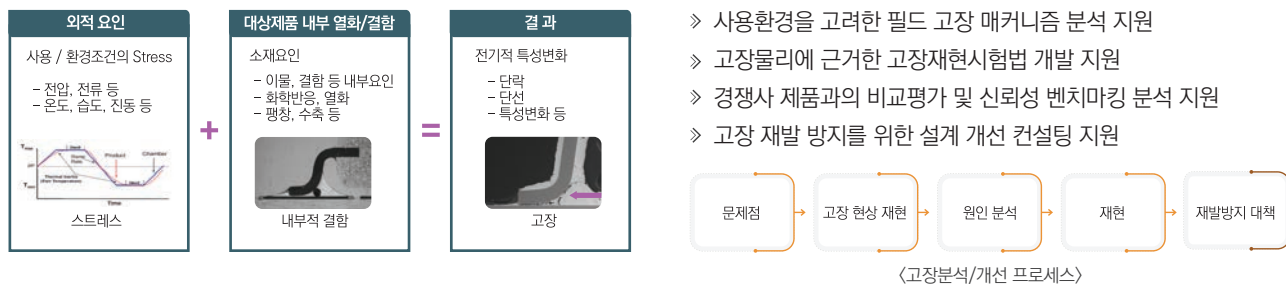 외적 요인
사용 / 환경조건의 Stress
– 전압, 전류 등
– 온도, 습도, 진동 등
Product
Chamber
Time
스트레스
+
대상제품 내부 열화/결함
소재요인
– 이물, 결함 등 내부요인
– 화학반응, 열화
– 팽창, 수축 등
내부적 결함
=
결 과
전기적 특성변화
– 단락
– 단선
– 특성변화 등
고장
» 사용환경을 고려한 필드 고장 매커니즘 분석 지원
» 고장물리에 근거한 고장재현시험법 개발 지원
» 경쟁사 제품과의 비교평가 및 신뢰성 벤치마킹 분석 지원
» 고장 재발 방지를 위한 설계 개선 컨설팅 지원
문제점
고장 현상 재현
원인 분석
재현
재발방지 대책
〈고장분석/개선 프로세스〉